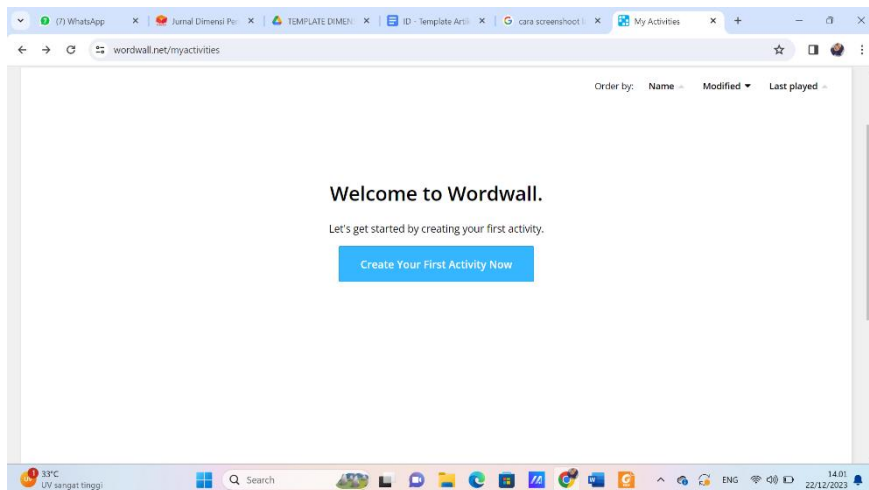 (7) WhatsApp
Jurnal Dimensi Pe
TEMPLATE DIMEN
ID - Template Arti
cara screenshoot
My Activities
wordwall.net/myactivities
Order by: Name Modified Last played
Welcome to Wordwall.
Let's get started by creating your first activity.
Create Your First Activity Now
1
33°C
UV sangat tinggi
Search
ENG
14.01
22/12/2023